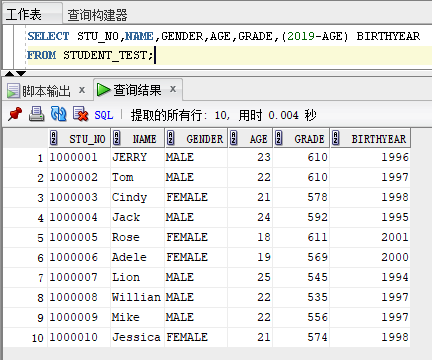 工作表 查询构建器
SELECT STU_NO,NAME,GENDER,AGE,GRADE,(2019-AGE) BIRTHYEAR
FROM STUDENT_TEST;
脚本输出 × 查询结果 ×
SQL | 提取的所有行: 10, 用时 0.004 秒
STU_NO NAME GENDER AGE GRADE BIRTHYEAR
1 1000001 JERRY MALE 23 610 1996
2 1000002 Tom MALE 22 610 1997
3 1000003 Cindy FEMALE 21 578 1998
4 1000004 Jack MALE 24 592 1995
5 1000005 Rose FEMALE 18 611 2001
6 1000006 Adele FEMALE 19 569 2000
7 1000007 Lion MALE 25 545 1994
8 1000008 Willian MALE 22 535 1997
9 1000009 Mike MALE 22 556 1997
10 1000010 Jessica FEMALE 21 574 1998